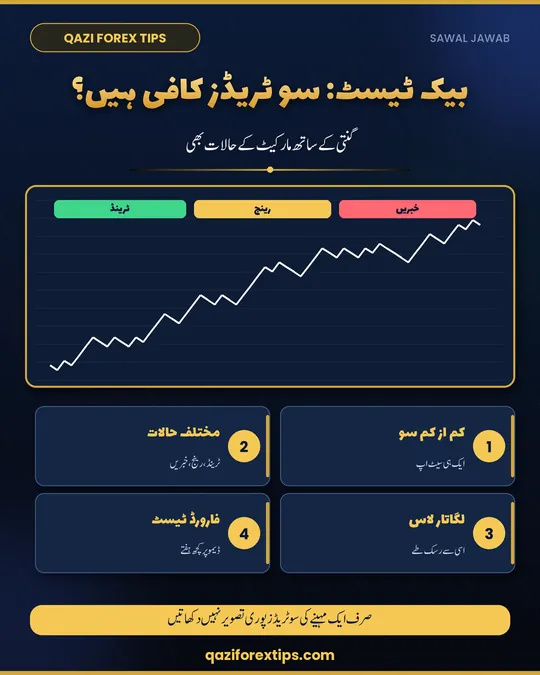 QAZI FOREX TIPS
SAWAL JAWAB
بیک ٹیسٹ: سو ٹریڈز کافی ہیں؟
گنتی کے ساتھ مارکیٹ کے حالات بھی
خبریں
رینج
ٹرینڈ
1
کم از کم سو
ایک ہی سیٹ اپ
2
مختلف حالات
ٹرینڈ، رینج، خبریں
3
لگاتار لاس
اسی سے رسک طے
4
فارورڈ ٹیسٹ
ڈیمو پر کچھ ہفتے
صرف ایک مہینے کی سو ٹریڈز پوری تصویر نہیں دکھاتیں
qaziforextips.com